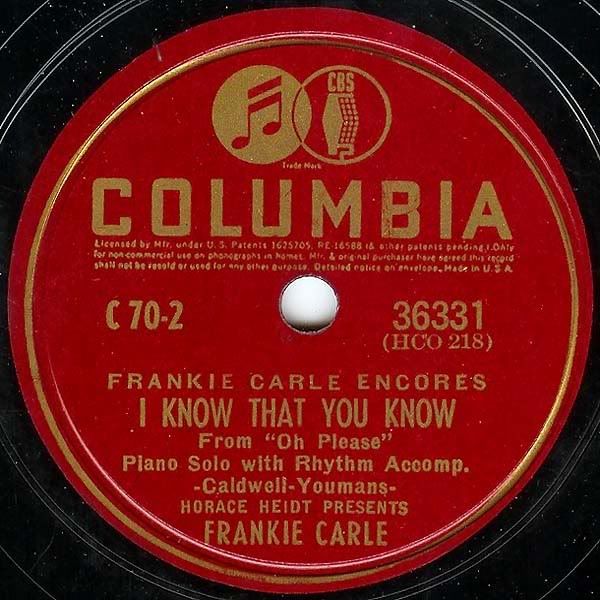 CBS
Trade Mark
COLUMBIA
Licensed by Mfr. under U. S. Patents 1625705, RE 16588 (& other patents pending.) Only
for non-commercial use on phonographs in homes. Mfr. & original purchaser have agreed this record
shall not be resold or used for any other purpose. Detailed notice on envelope. Made in U. S. A.
C 70-2
36331
(HCO 218)
FRANKIE CARLE ENCORES
I KNOW THAT YOU KNOW
From "Oh Please"
Piano Solo with Rhythm Accomp.
-Caldwell-Youmans-
HORACE HEIDT PRESENTS
FRANKIE CARLE